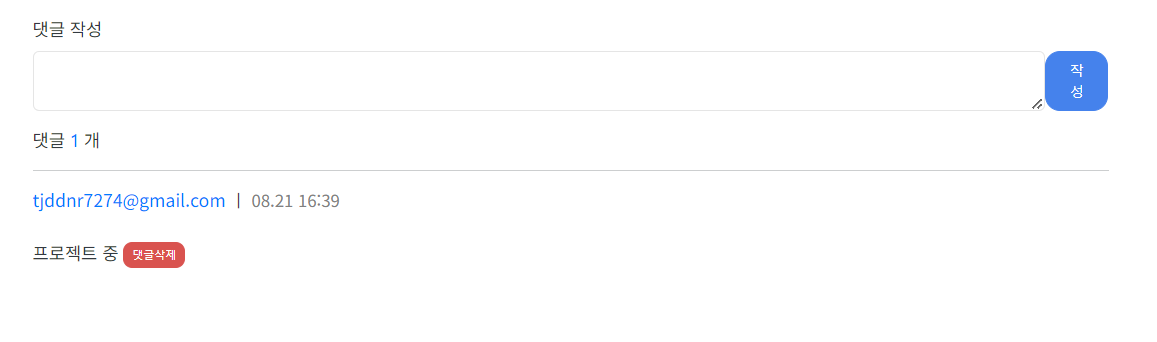 댓글 작성
작
성
댓글 1 개
tjddnr7274@gmail.com | 08.21 16:39
프로젝트 중 댓글삭제